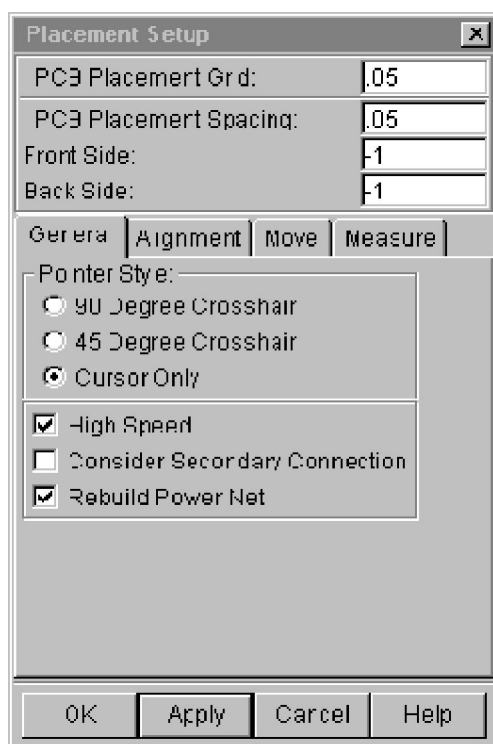 Placement Setup
PCB Placement Grid: .05
PCB Placement Spacing: .05
Front Side: -1
Back Side: -1
General Alignment Move Measure
Pointer Style:
90 Degree Crosshair
45 Degree Crosshair
Cursor Only
High Speed
Consider Secondary Connection
Rebuild Power Net
OK Apply Cancel Help